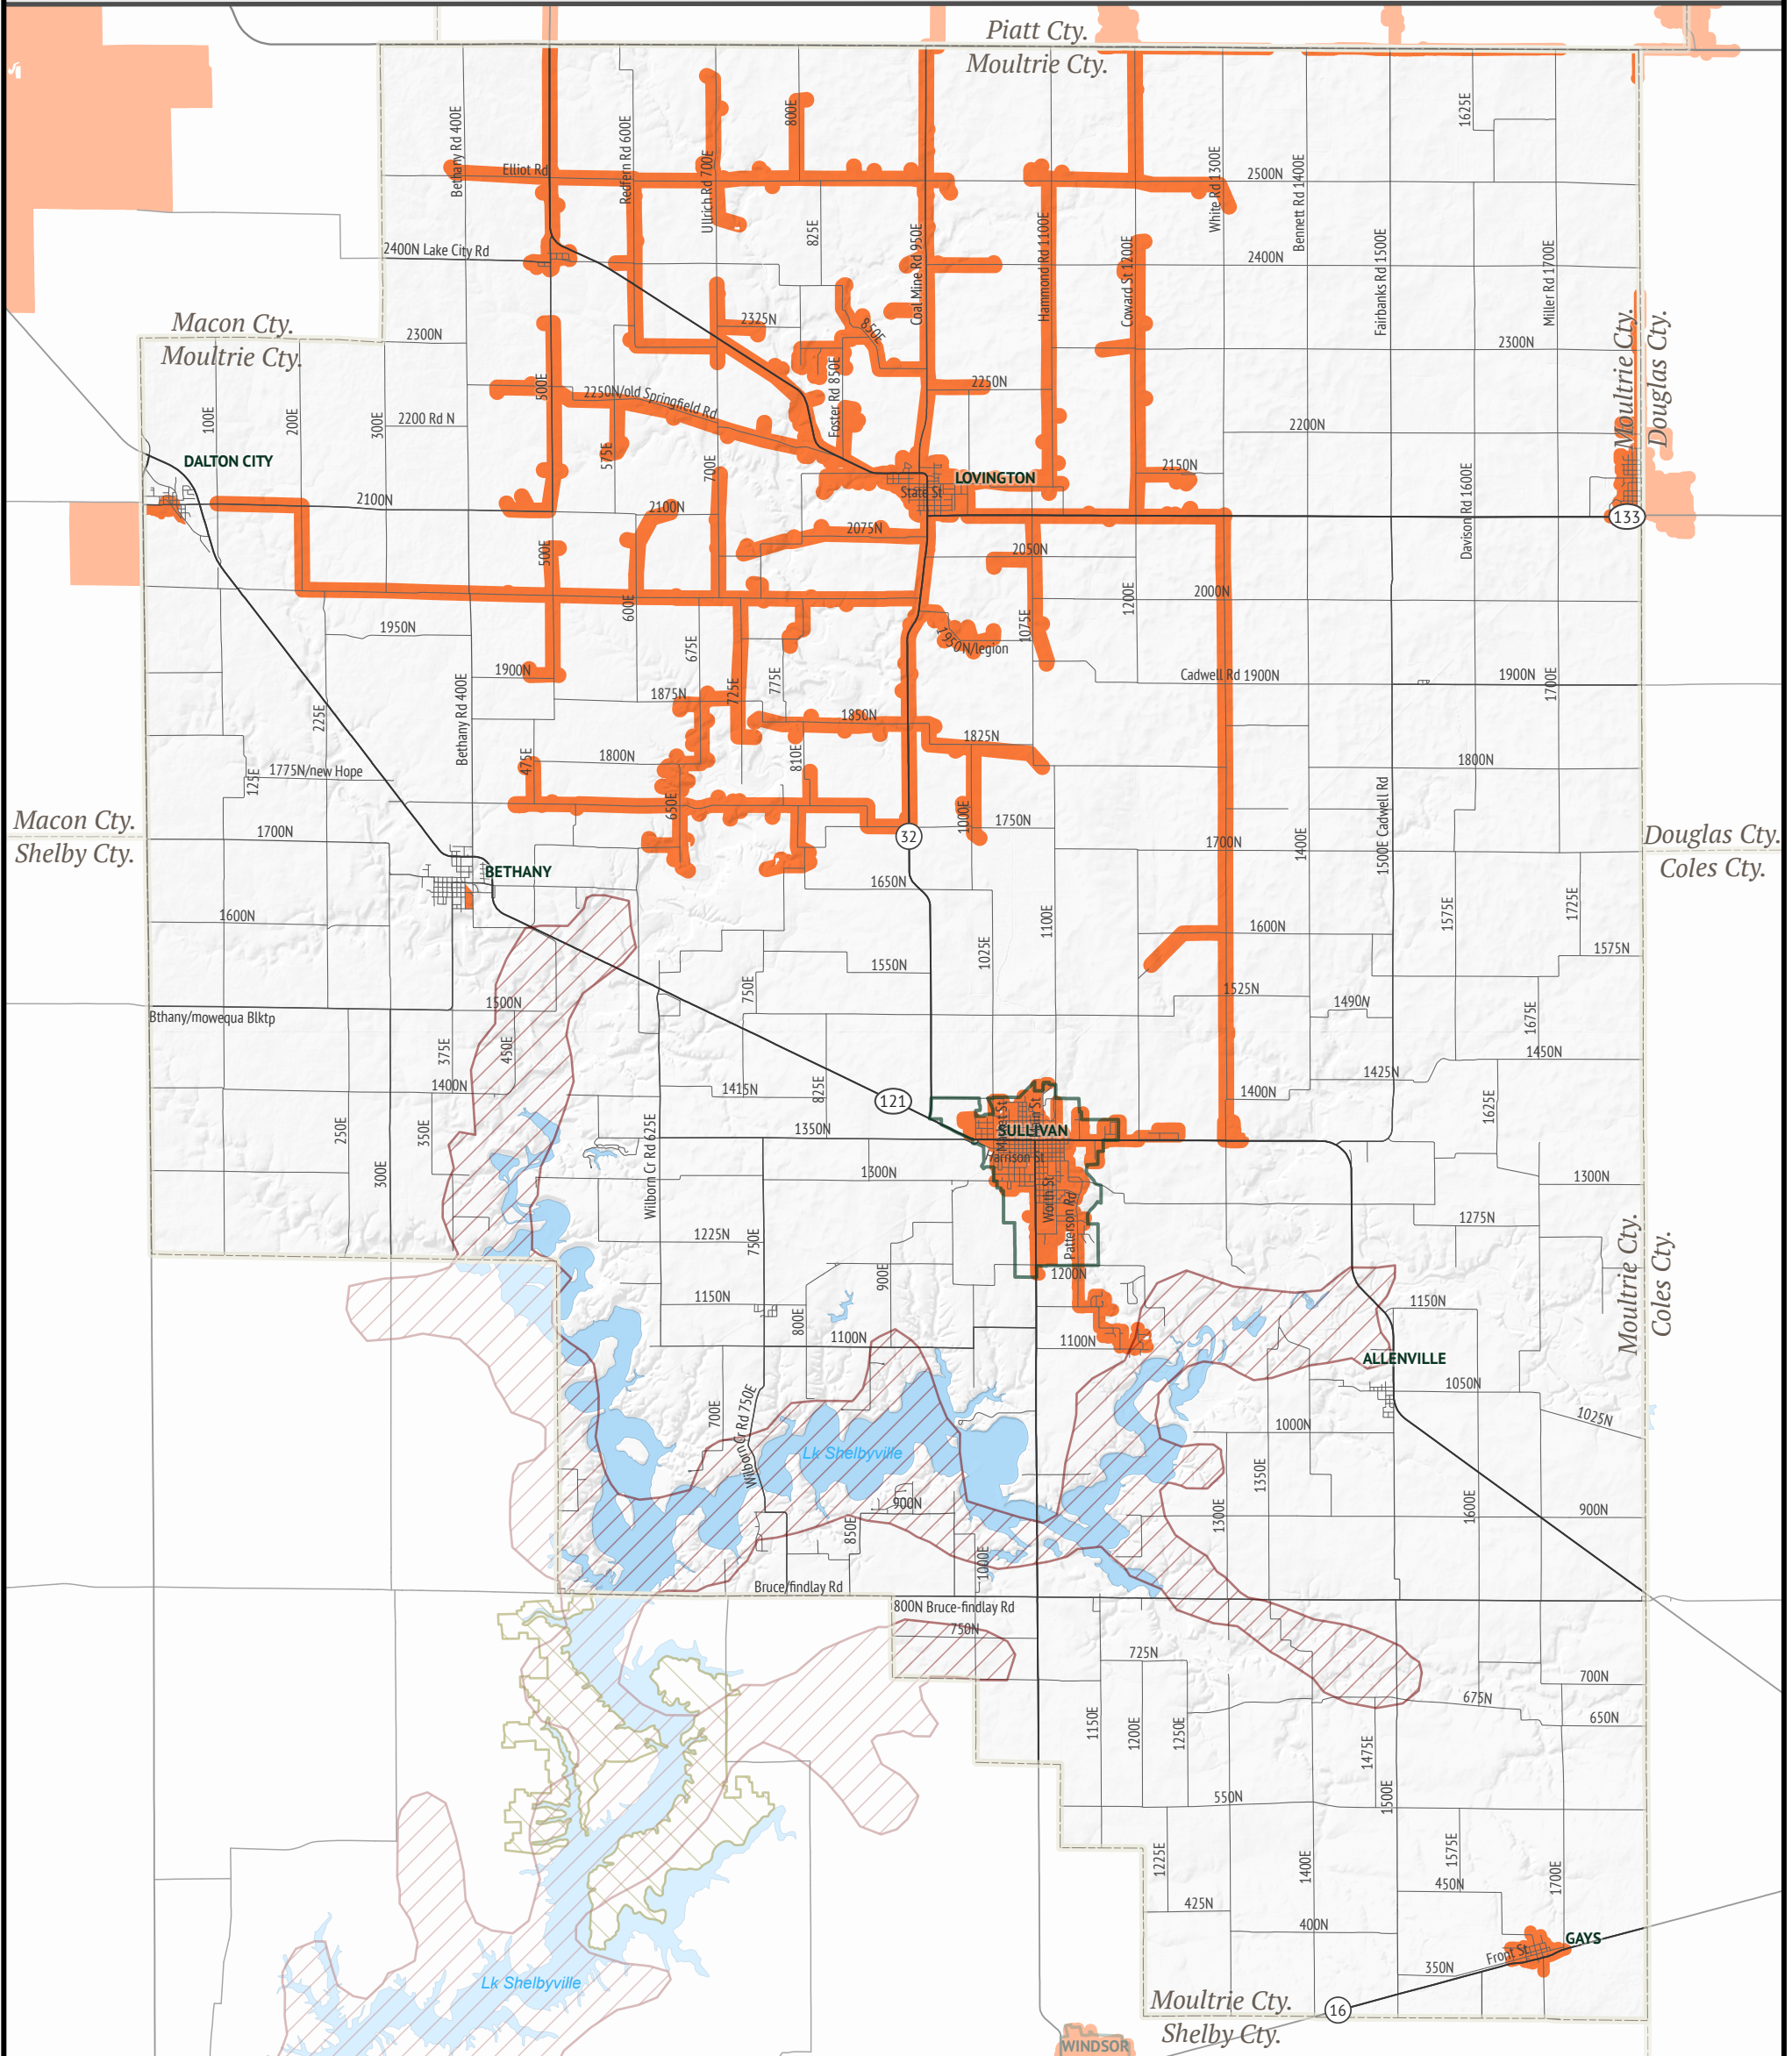 Piatt Cty.
Moultrie Cty.
Bethany Rd 400E
Redfern Rd 600E
Ullrich Rd 700E
800E
1625E
Elliot Rd
2500N
White Rd 1300E
Bennett Rd 1400E
825E
2400N Lake City Rd
2400N
Coal Mine Rd 950E
Hammond Rd 1100E
Coward St 1200E
Fairbanks Rd 1500E
Miller Rd 1700E
Macon Cty.
Moultrie Cty.
2300N
2325N
850E
2300N
Moultrie Cty.
Douglas Cty.
500E
2250N/old Springfield Rd
Foster Rd 850E
2250N
100E
200E
300E
2200 Rd N
2200N
575E
700E
DALTON CITY
2150N
LOVINGTON
State St
2100N
2100N
133
Davison Rd 1600E
2075N
500E
2050N
600E
1200E
2000N
1950N
675E
1950N/legion
1075E
1900N
775E
Cadwell Rd 1900N
1900N
1700E
Bethany Rd 400E
1875N
725E
225E
1850N
1825N
475E
1800N
810E
1800N
125E
1775N/new Hope
650E
1000E
1500E Cadwell Rd
Macon Cty.
Shelby Cty.
1700N
1750N
32
1700N
1400E
Douglas Cty.
Coles Cty.
BETHANY
1650N
1600N
1100E
1025E
1600N
1575E
1725E
1575N
1550N
750E
1525N
1500N
1490N
Bthany/mowequa Blktp
1675E
375E
450E
1450N
1425N
1400N
1415N
825E
121
1400N
1625E
250E
350E
1350N
SULLIVAN
Wilborn Cr Rd 625E
Harrison St
300E
1300N
1300N
Worth St
Patterson Rd
1275N
1225N
750E
Moultrie Cty.
Coles Cty.
900E
1200N
1150N
800E
1150N
1100N
1100N
ALLENVILLE
1050N
700E
Wilborn Cr Rd 750E
1000N
1025N
Lk Shelbyville
1350E
900N
1300E
1600E
900N
850E
1000E
Bruce/findlay Rd
800N Bruce-findlay Rd
750N
725N
700N
675N
1150E
1200E
1250E
650N
1475E
550N
1500E
1225E
1400E
1575E
1700E
450N
425N
400N
GAYS
Front St
350N
Lk Shelbyville
Moultrie Cty.
16
Shelby Cty.
WINDSOR